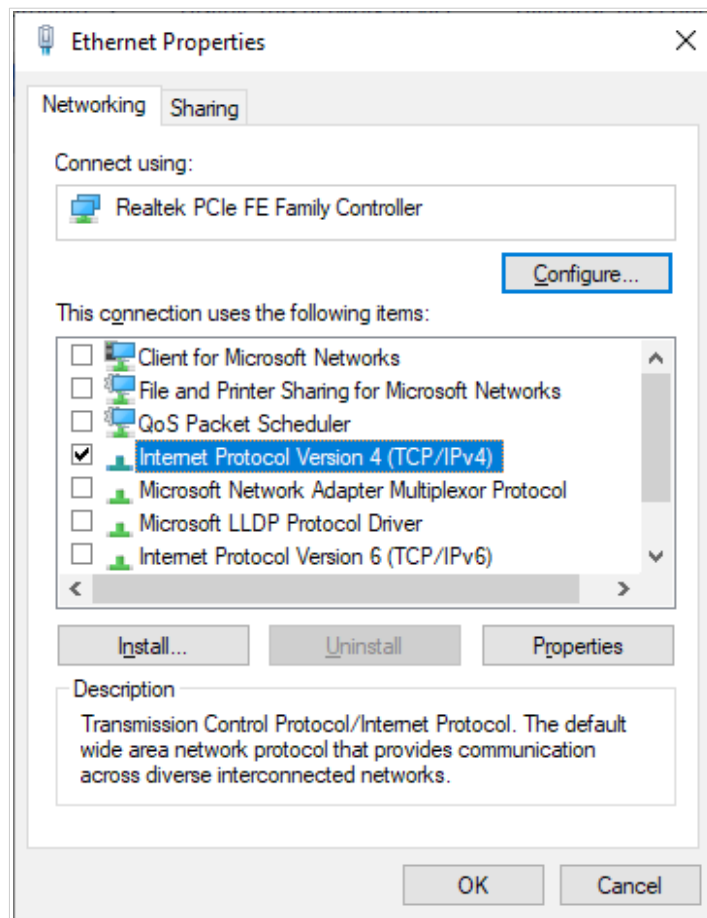 Ethernet Properties
Networking
Sharing
Connect using:
Realtek PCIe FE Family Controller
Configure...
This connection uses the following items:
Client for Microsoft Networks
File and Printer Sharing for Microsoft Networks
QoS Packet Scheduler
Internet Protocol Version 4 (TCP/IPv4)
Microsoft Network Adapter Multiplexor Protocol
Microsoft LLDP Protocol Driver
Internet Protocol Version 6 (TCP/IPv6)
Install...
Uninstall
Properties
Description
Transmission Control Protocol/Internet Protocol. The default
wide area network protocol that provides communication
across diverse interconnected networks.
OK
Cancel